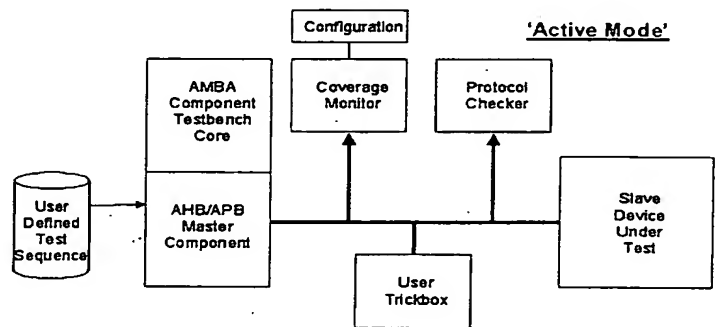 Configuration
'Active Mode'
AMBA
Component
Testbench
Core
Coverage
Monitor
Protocol
Checker
User
Defined
Test
Sequence
AHB/APB
Master
Component
Slave
Device
Under
Test
User
Trickbox